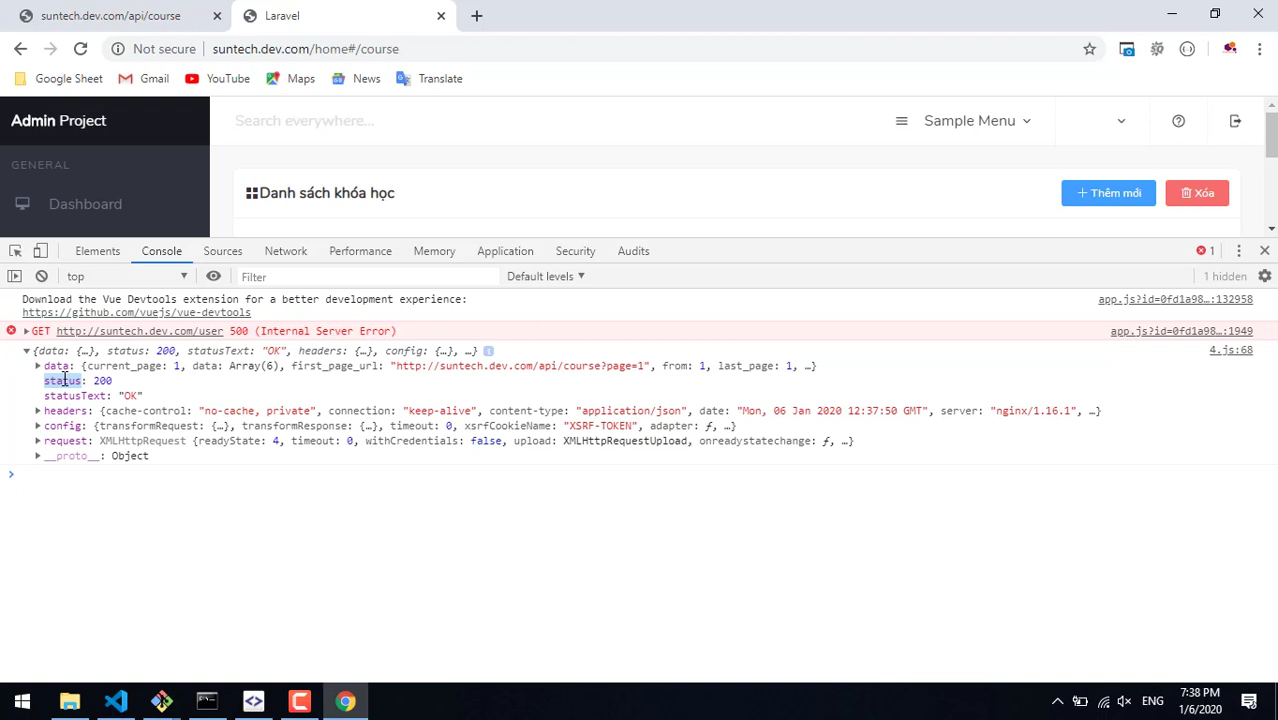 suntech.dev.com/api/course
Laravel
Not secure
suntech.dev.com/home#/course
Google Sheet
Gmail
YouTube
Maps
News
Translate
Admin Project
Search everywhere...
Sample Menu
GENERAL
Dashboard
Danh sách khóa học
+ Thêm mới
Xóa
Elements
Console
Sources
Network
Performance
Memory
Application
Security
Audits
1
top
Filter
Default levels
1 hidden
Download the Vue Devtools extension for a better development experience:
app.js?id=0fd1a98…:132958
https://github.com/vuejs/vue-devtools
GET http://suntech.dev.com/user 500 (Internal Server Error)
app.js?id=0fd1a98…:1949
{data: {…}, status: 200, statusText: "OK", headers: {…}, config: {…}, …}
4.js:68
data: {current_page: 1, data: Array(6), first_page_url: "http://suntech.dev.com/api/course?page=1", from: 1, last_page: 1, …}
status: 200
statusText: "OK"
headers: {cache-control: "no-cache, private", connection: "keep-alive", content-type: "application/json", date: "Mon, 06 Jan 2020 12:37:50 GMT", server: "nginx/1.16.1", …}
config: {transformRequest: {…}, transformResponse: {…}, timeout: 0, xsrfCookieName: "XSRF-TOKEN", adapter: ƒ, …}
request: XMLHttpRequest {readyState: 4, timeout: 0, withCredentials: false, upload: XMLHttpRequestUpload, onreadystatechange: ƒ, …}
__proto__: Object
ENG
7:38 PM
1/6/2020